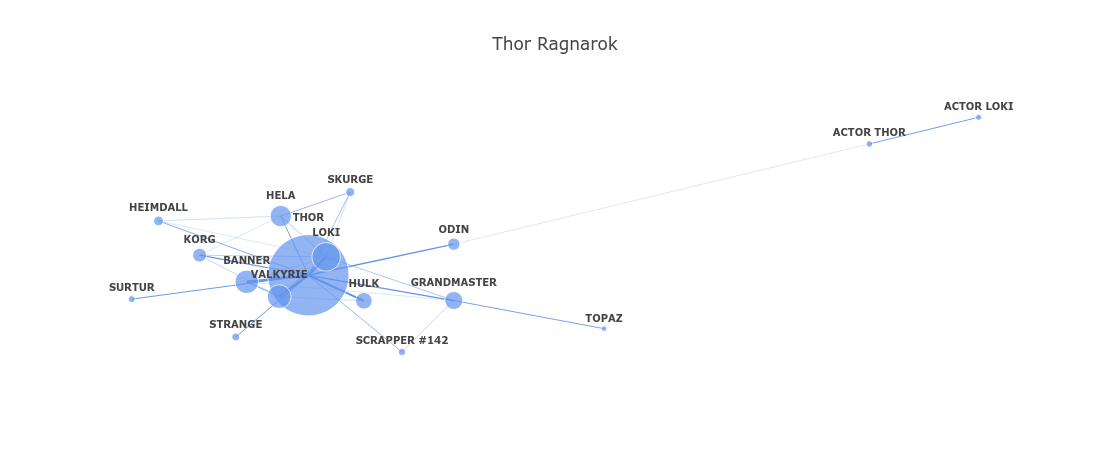 Thor Ragnarok
ACTOR LOKI
ACTOR THOR
SKURGE
HELA
HEIMDALL
THOR
ODIN
LOKI
KORG
BANNER
VALKYRIE
HULK
GRANDMASTER
SURTUR
TOPAZ
STRANGE
SCRAPPER #142